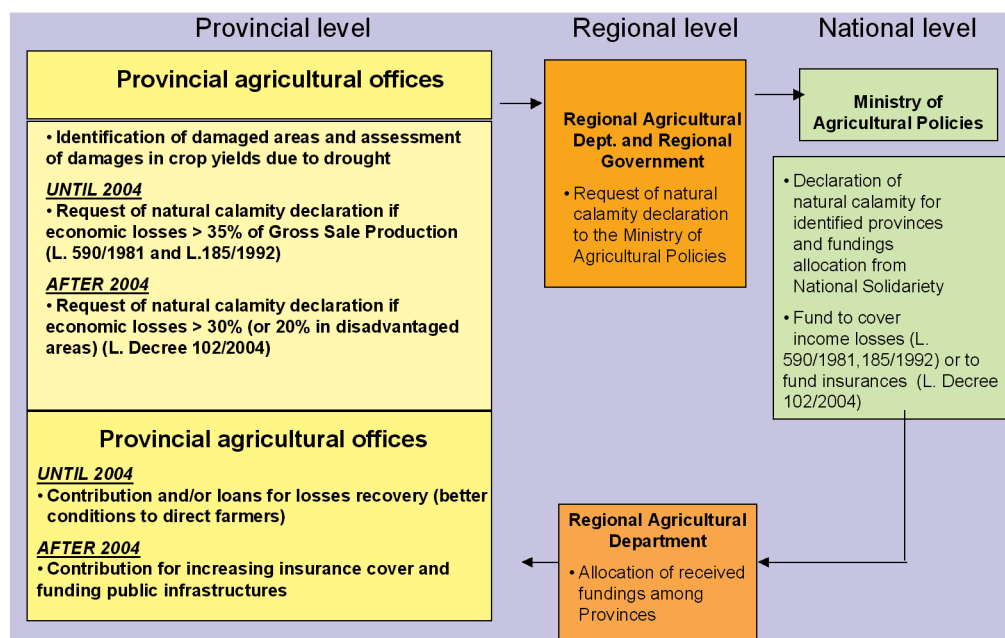 Provincial level
Regional level
National level
Provincial agricultural offices
• Identification of damaged areas and assessment
of damages in crop yields due to drought
UNTIL 2004
• Request of natural calamity declaration if
economic losses > 35% of Gross Sale Production
(L. 590/1981 and L.185/1992)
AFTER 2004
• Request of natural calamity declaration if
economic losses > 30% (or 20% in disadvantaged
areas) (L. Decree 102/2004)
Regional Agricultural
Dept. and Regional
Government
• Request of natural
calamity declaration
to the Ministry of
Agricultural Policies
Ministry of
Agricultural Policies
• Declaration of
natural calamity for
identified provinces
and fundings
allocation from
National Solidariety
• Fund to cover
income losses (L.
590/1981,185/1992) or to
fund insurances (L. Decree
102/2004)
Provincial agricultural offices
UNTIL 2004
• Contribution and/or loans for losses recovery (better
conditions to direct farmers)
AFTER 2004
• Contribution for increasing insurance cover and
funding public infrastructures
Regional Agricultural
Department
• Allocation of received
fundings among
Provinces